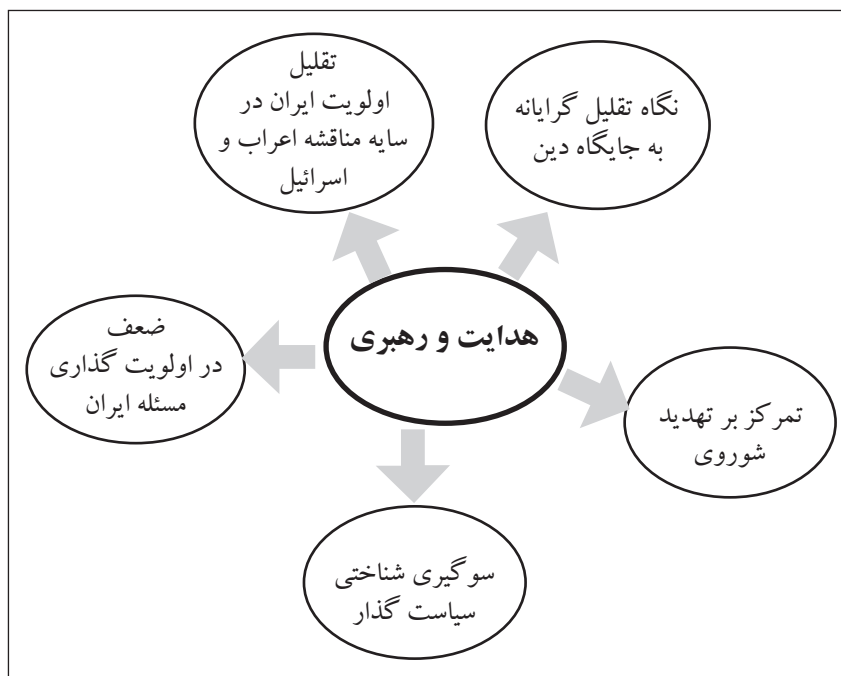 نگاه تقلیل گرایانه
به جایگاه دین
تقلیل
اولویت ایران در
سایه مناقشه اعراب و
اسرائیل
هدایت و رهبری
ضعف
در اولویت گذاری
مسئله ایران
تمرکز بر تهدید
شوروی
سوگیری شناختی
سیاست گذار